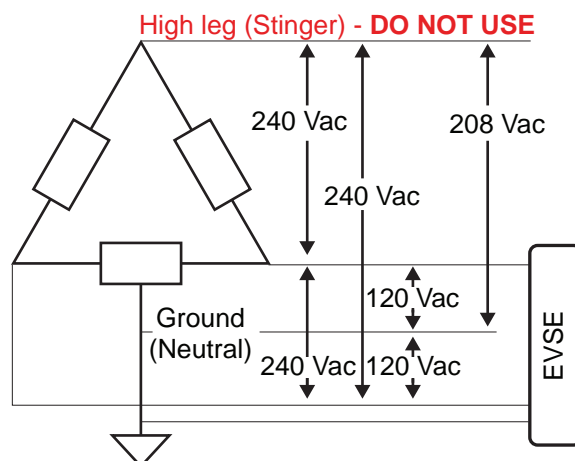 High leg (Stinger) - DO NOT USE
240 Vac
208 Vac
240 Vac
120 Vac
Ground
(Neutral)
240 Vac
120 Vac
EVSE